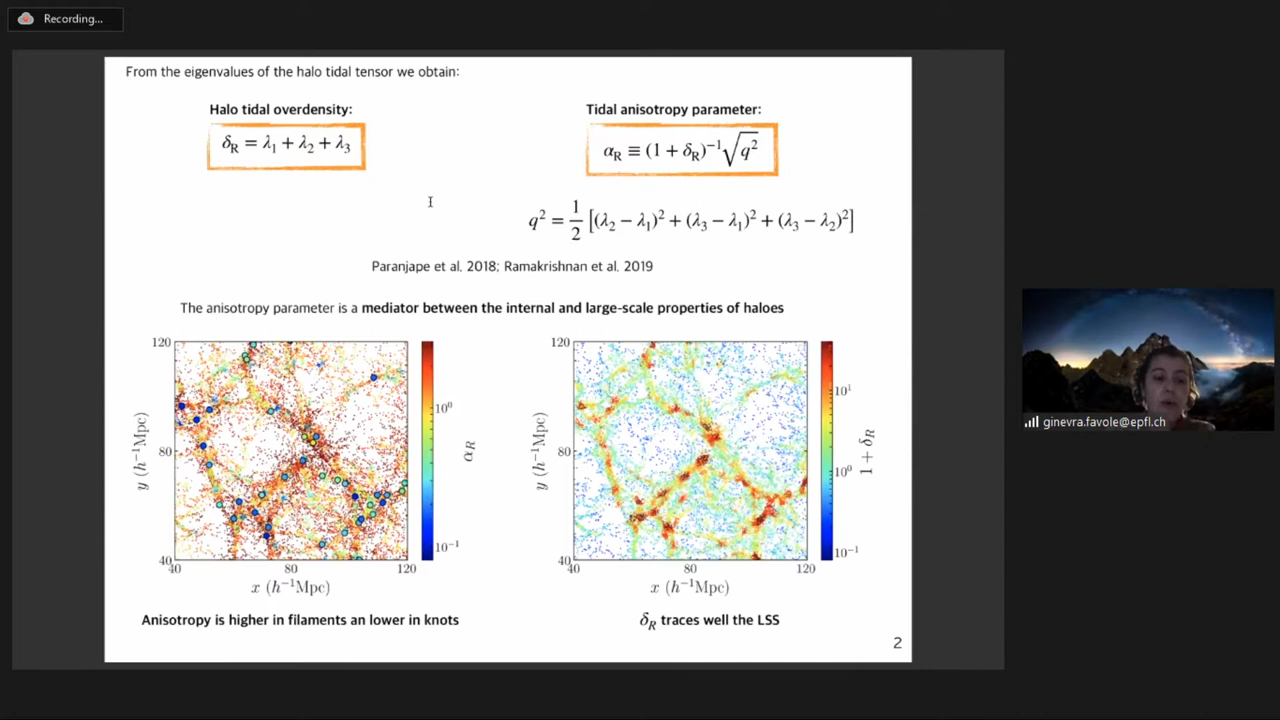 Recording...
From the eigenvalues of the halo tidal tensor we obtain:
Halo tidal overdensity:
δR = λ1 + λ2 + λ3
Tidal anisotropy parameter:
αR ≡ (1 + δR)⁻¹√q²
q² = 1/2 [(λ2 − λ1)² + (λ3 − λ1)² + (λ3 − λ2)²]
Paranjape et al. 2018; Ramakrishnan et al. 2019
The anisotropy parameter is a mediator between the internal and large-scale properties of haloes
120
80
40
40
80
120
y (h⁻¹Mpc)
x (h⁻¹Mpc)
10⁰
10⁻¹
αR
120
80
40
40
80
120
y (h⁻¹Mpc)
x (h⁻¹Mpc)
10¹
10⁰
10⁻¹
1 + δR
Anisotropy is higher in filaments an lower in knots
δR traces well the LSS
2
ginevra.favole@epfl.ch